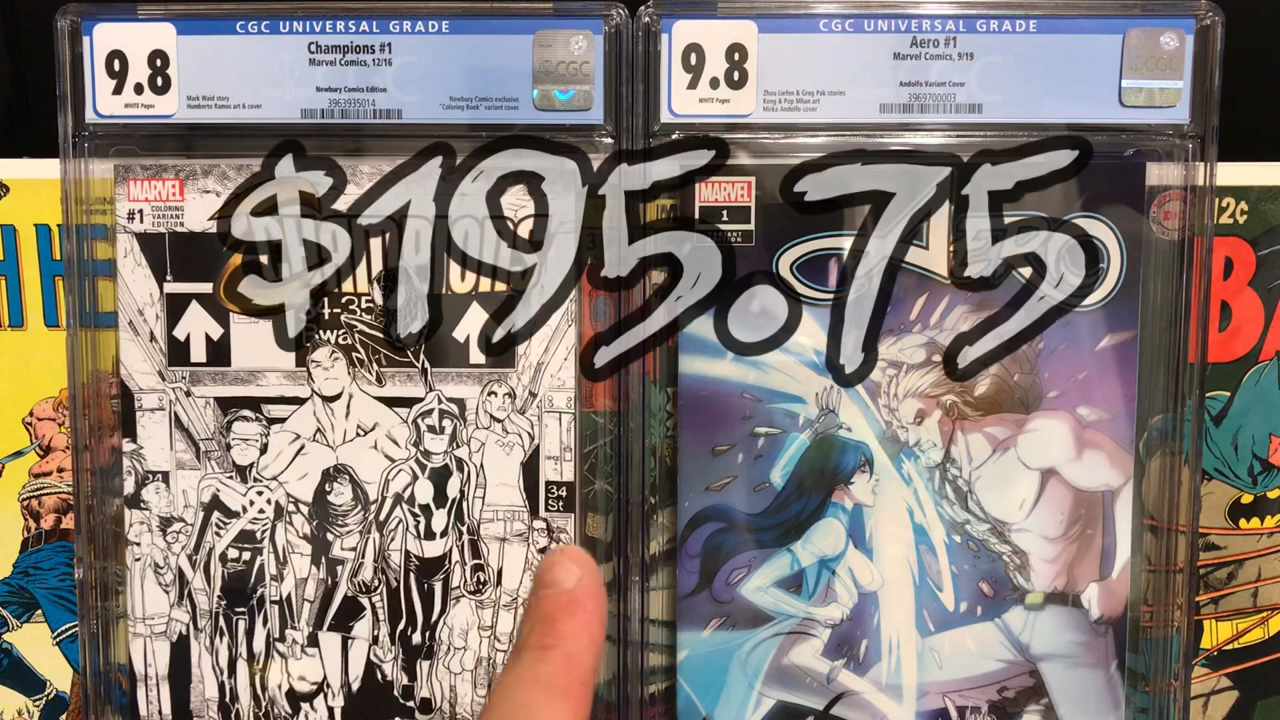 CGC UNIVERSAL GRADE
9.8
WHITE Pages
Champions #1
Marvel Comics, 12/16
Newbury Comics Edition
3963935014
Mark Waid story
Humberto Ramos art & cover
Newbury Comics exclusive
"Coloring Book" variant cover.
CGC
CGC UNIVERSAL GRADE
9.8
WHITE Pages
Aero #1
Marvel Comics, 9/19
Andolfo Variant Cover
3969700003
Zhou Liefen & Greg Pak stories
Keng & Pop Mhan art
Mirka Andolfo cover
CGC
$195.75
MARVEL
#1
COLORING
VARIANT
EDITION
34
St
MARVEL
1
VARIANT
EDITION
12¢